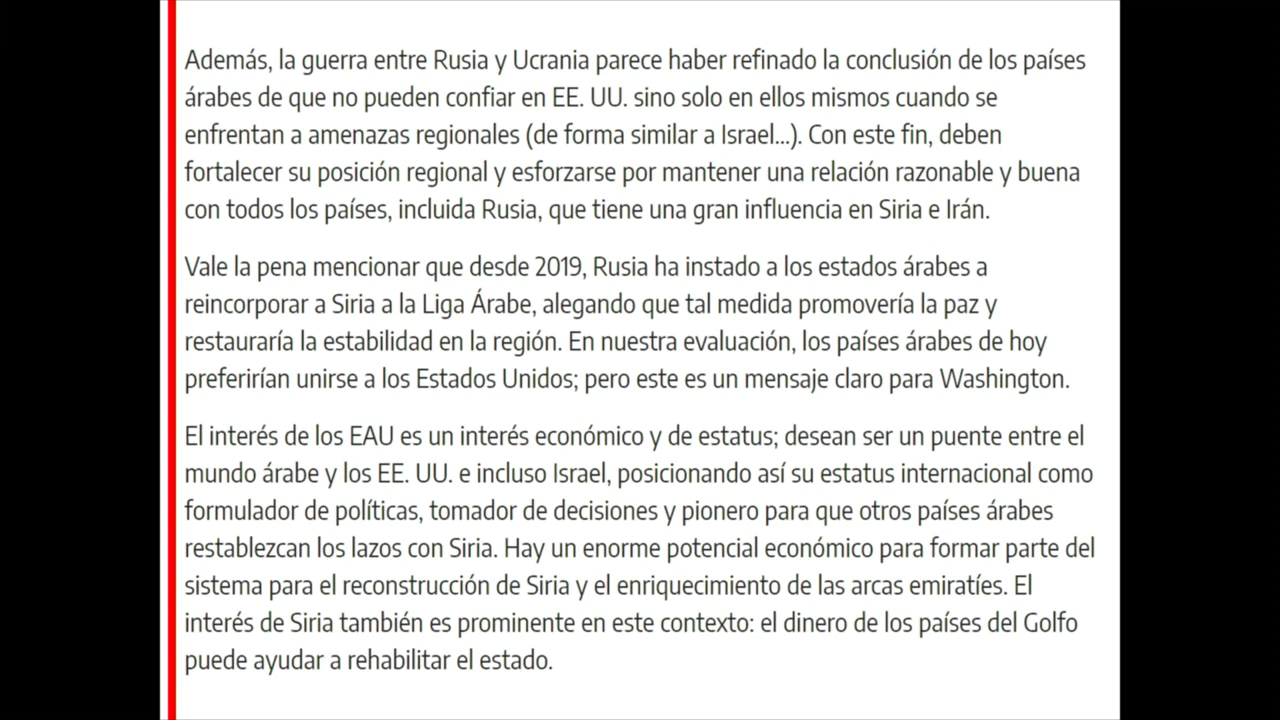 Además, la guerra entre Rusia y Ucrania parece haber refinado la conclusión de los países
árabes de que no pueden confiar en EE. UU. sino solo en ellos mismos cuando se
enfrentan a amenazas regionales (de forma similar a Israel...). Con este fin, deben
fortalecer su posición regional y esforzarse por mantener una relación razonable y buena
con todos los países, incluida Rusia, que tiene una gran influencia en Siria e Irán.
Vale la pena mencionar que desde 2019, Rusia ha instado a los estados árabes a
reincorporar a Siria a la Liga Árabe, alegando que tal medida promovería la paz y
restauraría la estabilidad en la región. En nuestra evaluación, los países árabes de hoy
preferirían unirse a los Estados Unidos; pero este es un mensaje claro para Washington.
El interés de los EAU es un interés económico y de estatus; desean ser un puente entre el
mundo árabe y los EE. UU. e incluso Israel, posicionando así su estatus internacional como
formulador de políticas, tomador de decisiones y pionero para que otros países árabes
restablezcan los lazos con Siria. Hay un enorme potencial económico para formar parte del
sistema para el reconstrucción de Siria y el enriquecimiento de las arcas emiratíes. El
interés de Siria también es prominente en este contexto: el dinero de los países del Golfo
puede ayudar a rehabilitar el estado.